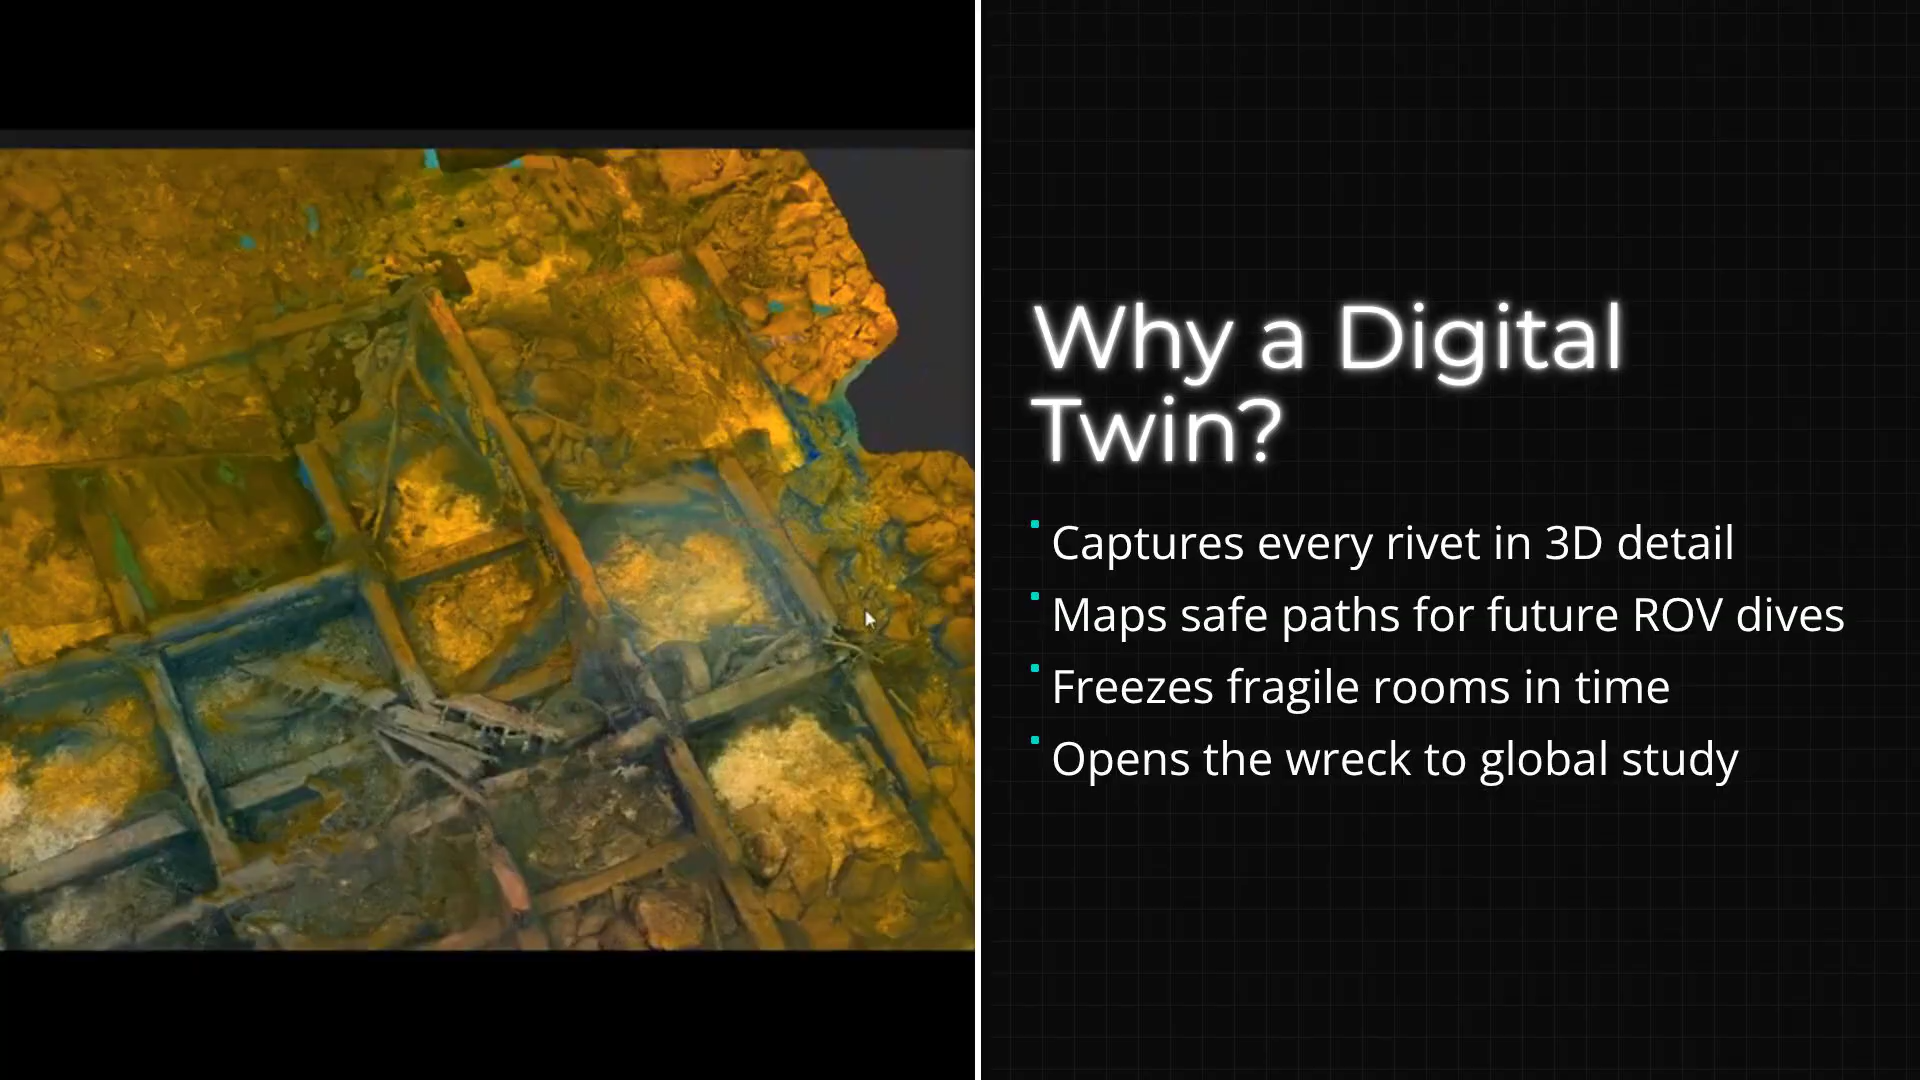 Why a Digital
Twin?
Captures every rivet in 3D detail
Maps safe paths for future ROV dives
Freezes fragile rooms in time
Opens the wreck to global study